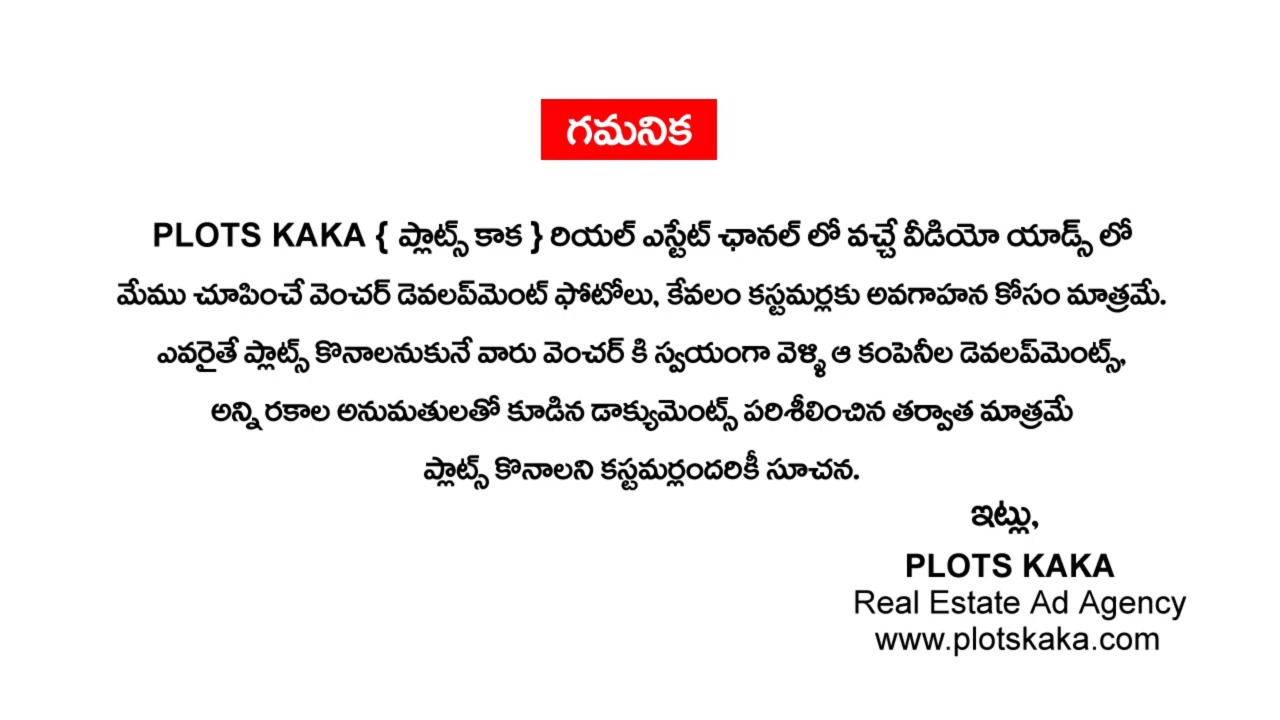 గమనిక
PLOTS KAKA { ప్లాట్స్ కాక } రియల్ ఎస్టేట్ ఛానల్ లో వచ్చే వీడియో యాడ్స్ లో
మేము చూపించే వెంచర్ డెవలప్‌మెంట్ ఫోటోలు, కేవలం కస్టమర్లకు అవగాహన కోసం మాత్రమే.
ఎవరైతే ప్లాట్స్ కొనాలనుకునే వారు వెంచర్ కి స్వయంగా వెళ్ళి ఆ కంపెనీల డెవలప్‌మెంట్స్,
అన్ని రకాల అనుమతులతో కూడిన డాక్యుమెంట్స్ పరిశీలించిన తర్వాత మాత్రమే
ప్లాట్స్ కొనాలని కస్టమర్లందరికీ సూచన.
ఇట్లు,
PLOTS KAKA
Real Estate Ad Agency
www.plotskaka.com